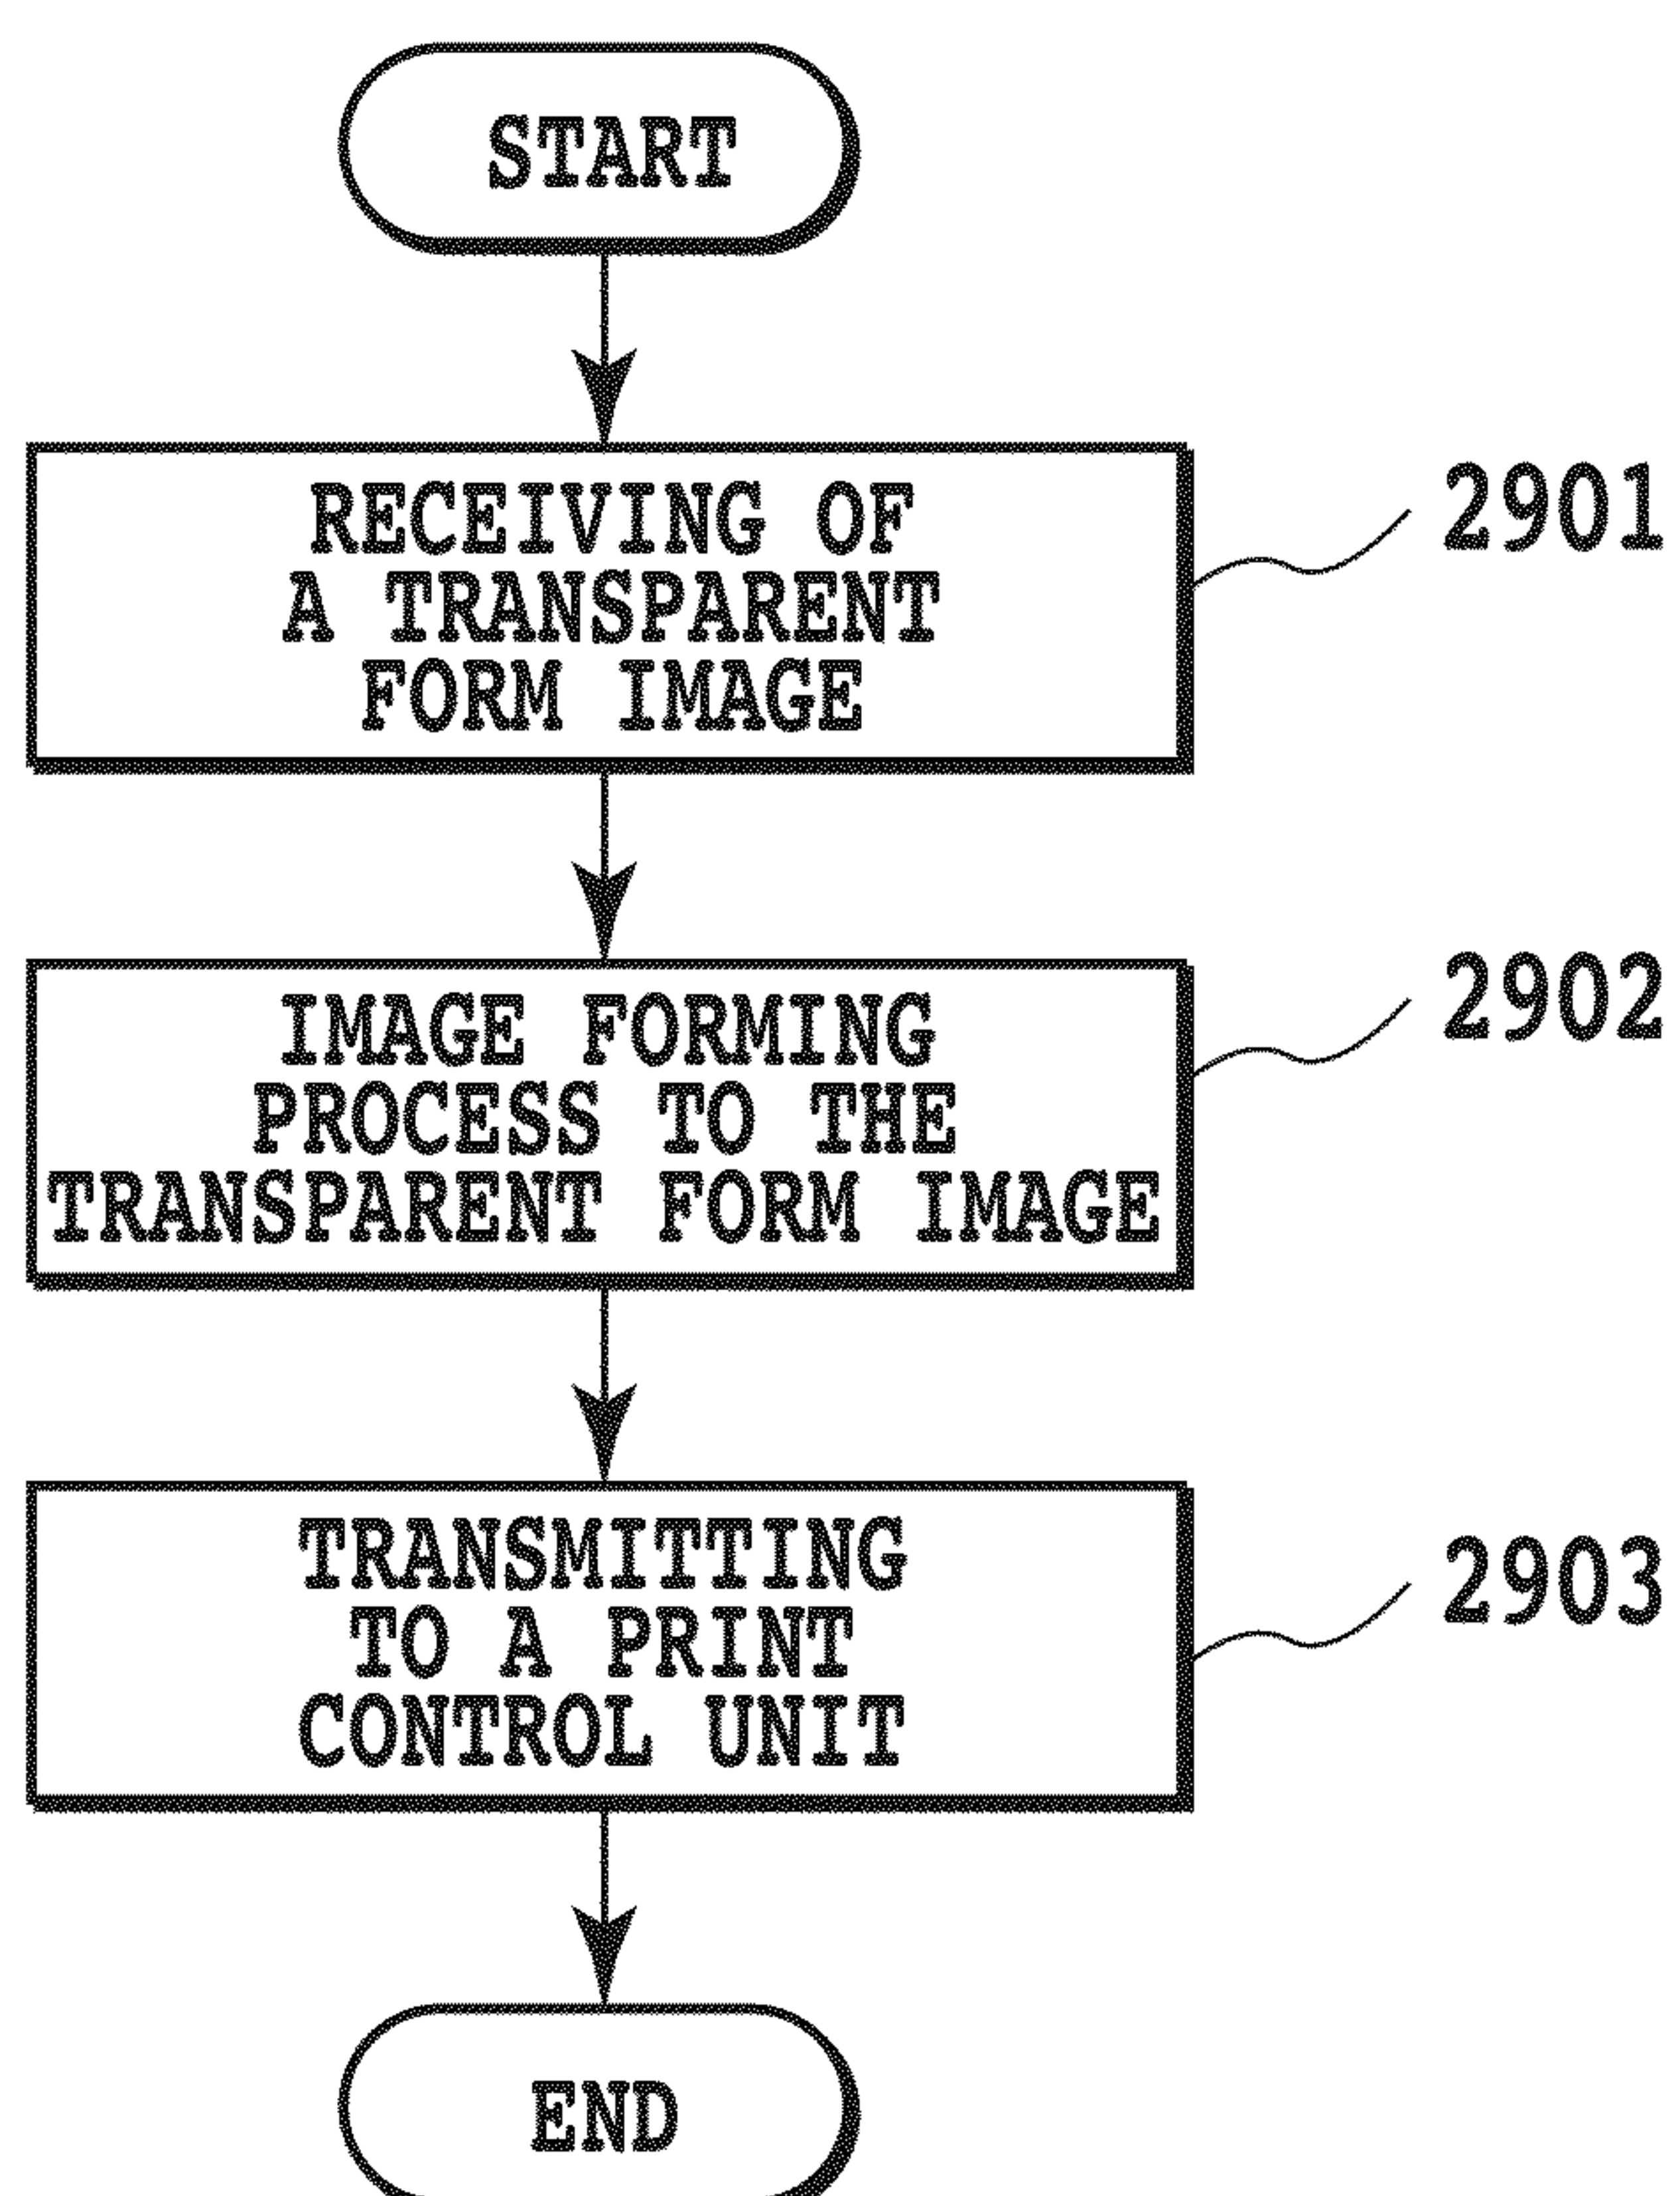 START
RECEIVING OF
A TRANSPARENT
FORM IMAGE
2901
IMAGE FORMING
PROCESS TO THE
TRANSPARENT FORM IMAGE
2902
TRANSMITTING
TO A PRINT
CONTROL UNIT
2903
END